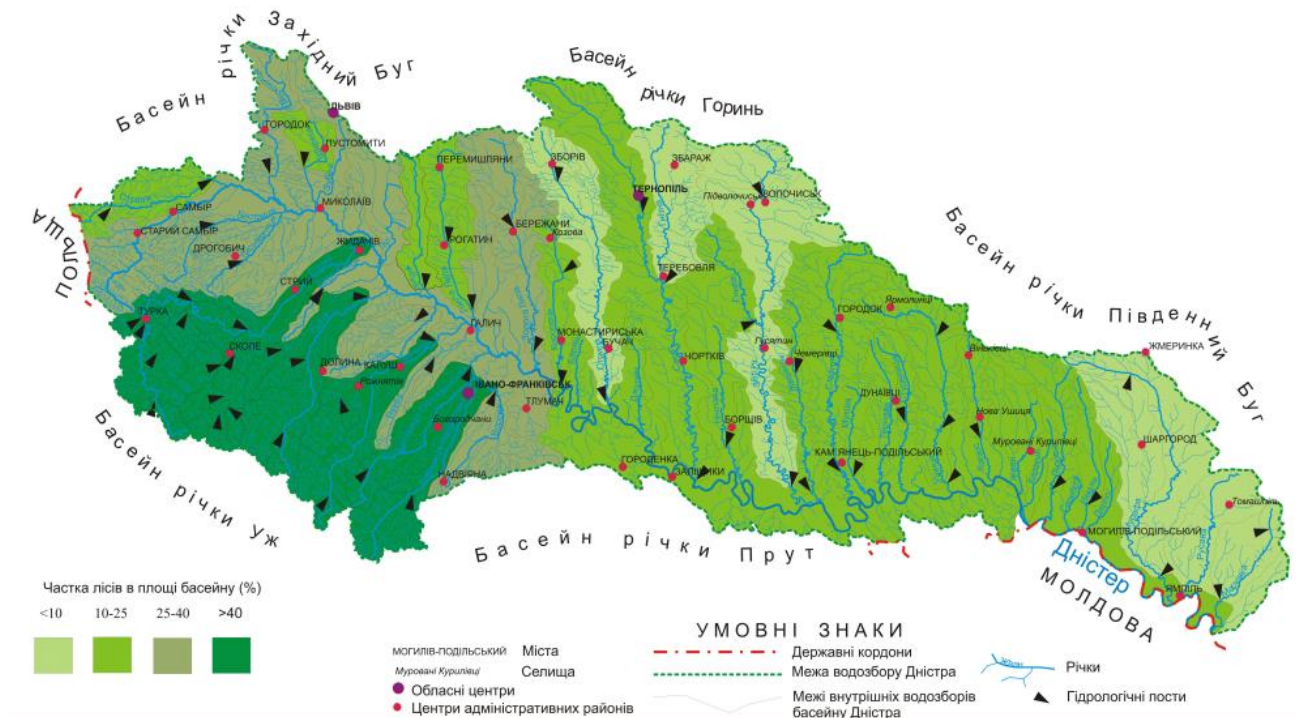 Басейн річки Західний Буг
Басейн річки Горинь
Басейн річки Південний Буг
Басейн річки Уж
Басейн річки Прут
ПОЛЬЩА
МОЛДОВА
Дністер
ЛЬВІВ
ГОРОДОК
ПУСТОМИТИ
ПЕРЕМИШЛЯНИ
ЗБОРІВ
ЗБАРАЖ
ТЕРНОПІЛЬ
ВОЛОЧИСЬК
САМБІР
СТАРИЙ САМБІР
МИКОЛАЇВ
ДРОГОБИЧ
ЖИДАЧІВ
РОГАТИН
БЕРЕЖАНИ
Козова
ТЕРЕБОВЛЯ
СТРИЙ
ТУРКА
СКОЛЕ
ДОЛИНА
КАЛУШ
Рожнятів
ГАЛИЧ
МОНАСТИРИСЬКА
БУЧАЧ
ІВАНО-ФРАНКІВСЬК
ТЛУМАЧ
Богородчани
НАДВІРНА
ГОРОДЕНКА
ЗАЛІЩИКИ
ЧОРТКІВ
БОРЩІВ
Гусятин
Чемерівці
ГОРОДОК
Ярмолинці
ДУНАЇВЦІ
КАМ'ЯНЕЦЬ-ПОДІЛЬСЬКИЙ
Віньківці
Нова Ушиця
Муровані Курилівці
МОГИЛІВ-ПОДІЛЬСЬКИЙ
ЖМЕРИНКА
ШАРГОРОД
Томашпіль
ЯМПІЛЬ
Частка лісів в площі басейну (%)
<10 10-25 25-40 >40
УМОВНІ ЗНАКИ
МОГИЛІВ-ПОДІЛЬСЬКИЙ Міста
Муровані Курилівці Селища
Обласні центри
Центри адміністративних районів
Державні кордони
Межа водозбору Дністра
Межі внутрішніх водозборів
басейну Дністра
Річки
Гідрологічні пости